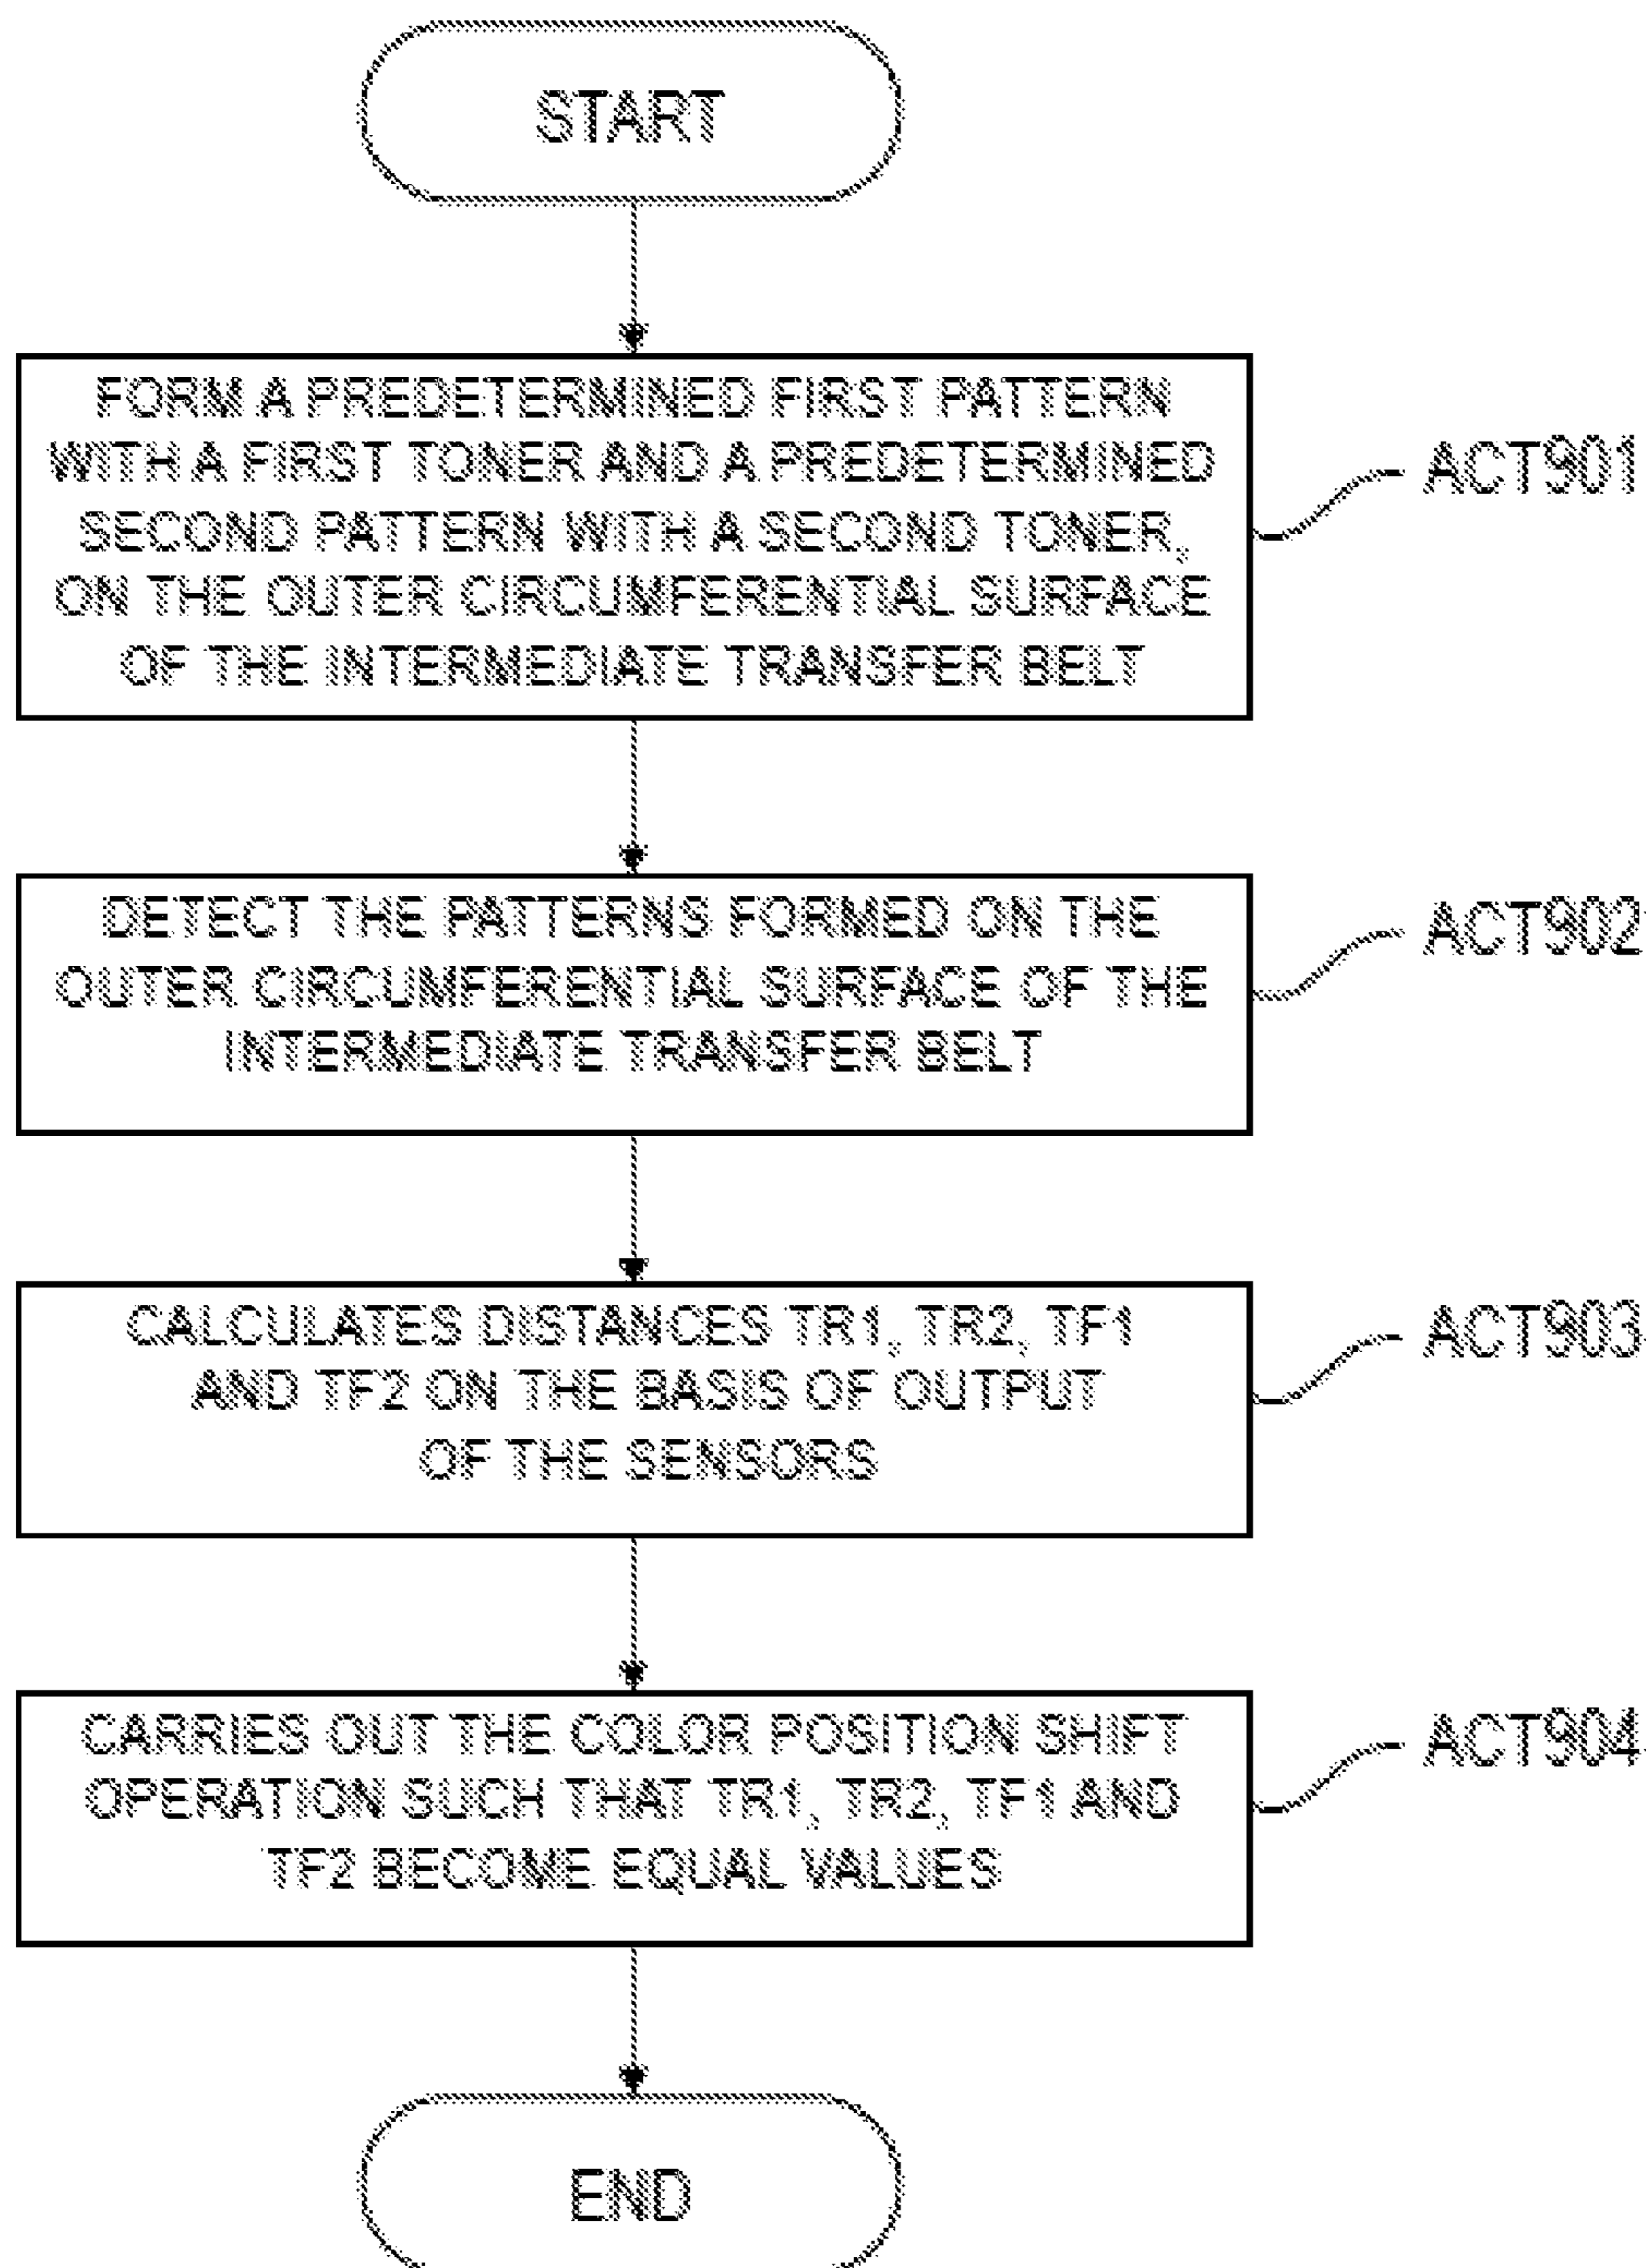 START
FORM A PREDETERMINED FIRST PATTERN
WITH A FIRST TONER AND A PREDETERMINED
SECOND PATTERN WITH A SECOND TONER,
ON THE OUTER CIRCUMFERENTIAL SURFACE
OF THE INTERMEDIATE TRANSFER BELT
ACT901
DETECT THE PATTERNS FORMED ON THE
OUTER CIRCUMFERENTIAL SURFACE OF THE
INTERMEDIATE TRANSFER BELT
ACT902
CALCULATES DISTANCES TR1, TR2, TF1
AND TF2 ON THE BASIS OF OUTPUT
OF THE SENSORS
ACT903
CARRIES OUT THE COLOR POSITION SHIFT
OPERATION SUCH THAT TR1, TR2, TF1 AND
TF2 BECOME EQUAL VALUES
ACT904
END